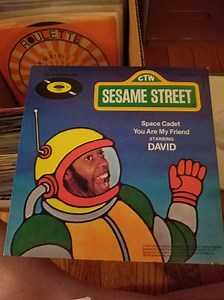 ROULETTE
CTW
SESAME STREET
Space Cadet
You Are My Friend
STARRING
DAVID